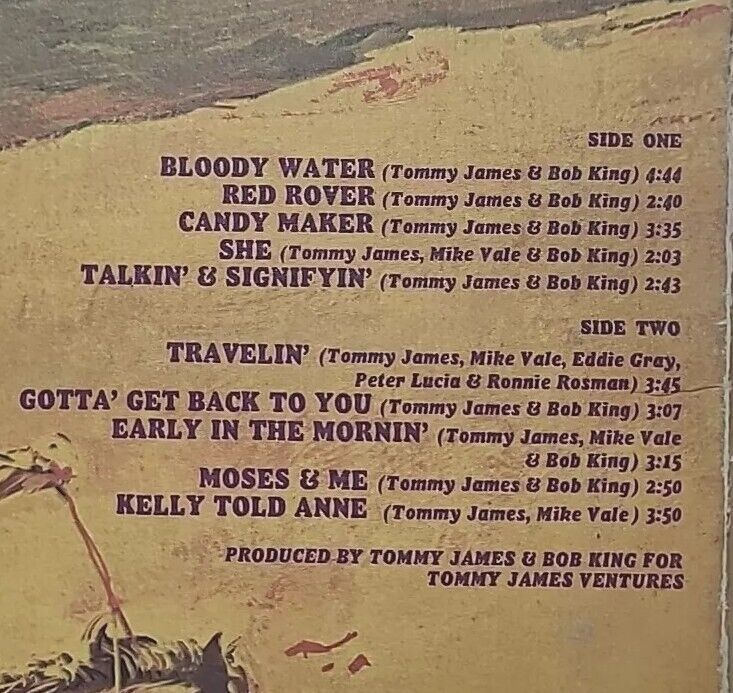 SIDE ONE
BLOODY WATER (Tommy James & Bob King) 4:44
RED ROVER (Tommy James & Bob King) 2:40
CANDY MAKER (Tommy James & Bob King) 3:35
SHE (Tommy James, Mike Vale & Bob King) 2:03
TALKIN' & SIGNIFYIN' (Tommy James & Bob King) 2:43
SIDE TWO
TRAVELIN' (Tommy James, Mike Vale, Eddie Gray,
Peter Lucia & Ronnie Rosman) 3:45
GOTTA' GET BACK TO YOU (Tommy James & Bob King) 3:07
EARLY IN THE MORNIN' (Tommy James, Mike Vale
& Bob King) 3:15
MOSES & ME (Tommy James & Bob King) 2:50
KELLY TOLD ANNE (Tommy James, Mike Vale) 3:50
PRODUCED BY TOMMY JAMES & BOB KING FOR
TOMMY JAMES VENTURES